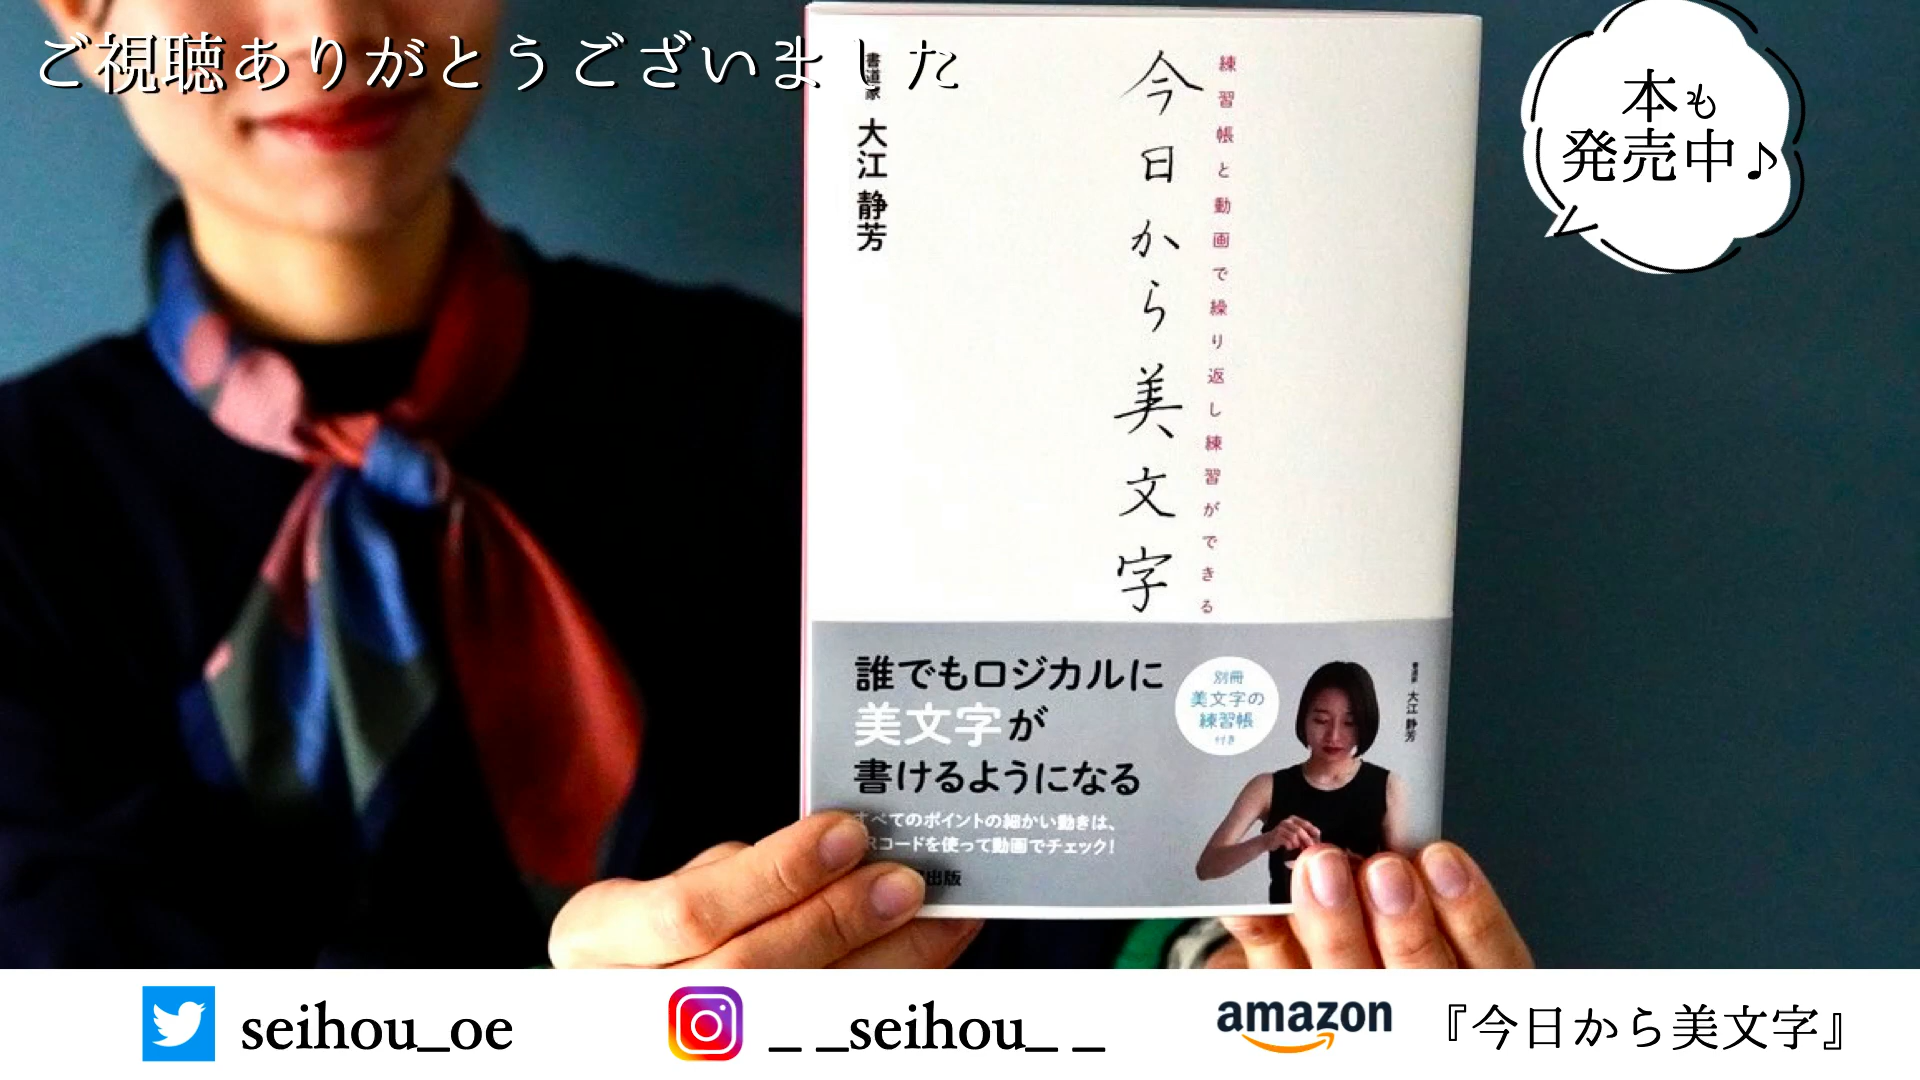 ご視聴ありがとうございました
本も
発売中♪
練習帳と動画で繰り返し練習ができる
今日から美文字
書道家 大江 静芳
誰でもロジカルに
美文字が
書けるようになる
べてのポイントの細かい動きは、
Rコードを使って動画でチェック!
出版
別冊
美文字の
練習帳
付き
書道家 大江 静芳
seihou_oe
_ _seihou_ _
amazon
『今日から美文字』